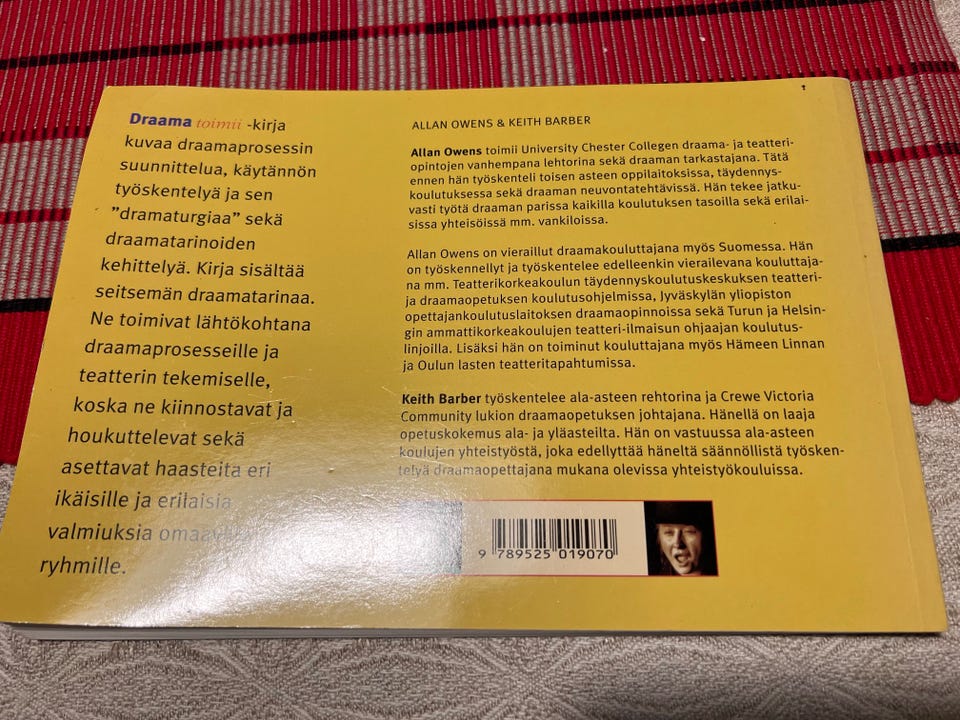 Draama toimii -kirja
kuvaa draamaprosessin
suunnittelua, käytännön
työskentelyä ja sen
”dramaturgiaa” sekä
draamatarinoiden
kehittelyä. Kirja sisältää
seitsemän draamatarinaa.
Ne toimivat lähtökohtana
draamaprosesseille ja
teatterin tekemiselle,
koska ne kiinnostavat ja
houkuttelevat sekä
asettavat haasteita eri
ikäisille ja erilaisia
valmiuksia
ryhmille.
ALLAN OWENS & KEITH BARBER
Allan Owens toimii University Chester Collegen draama- ja teatteri-
opintojen vanhempana lehtorina sekä draaman tarkastajana. Tätä
ennen hän työskenteli toisen asteen oppilaitoksissa, täydennys-
koulutuksessa sekä draaman neuvontatehtävissä. Hän tekee jatku-
vasti työtä draaman parissa kaikilla koulutuksen tasoilla sekä erilai-
sissa yhteisöissä mm. vankiloissa.
Allan Owens on vieraillut draamakouluttajana myös Suomessa. Hän
on työskennellyt ja työskentelee edelleenkin vierailevana kouluttaja-
na mm. Teatterikorkeakoulun täydennyskoulutuskeskuksen teatteri-
ja draamaopetuksen koulutusohjelmissa, Jyväskylän yliopiston
opettajankoulutuslaitoksen draamaopinnoissa sekä Turun ja Helsin-
gin ammattikorkeakoulujen teatteri-ilmaisun ohjaajan koulutus-
linjoilla. Lisäksi hän on toiminut kouluttajana myös Hämeen Linnan
ja Oulun lasten teatteritapahtumissa.
Keith Barber työskentelee ala-asteen rehtorina ja Crewe Victoria
Community lukion draamaopetuksen johtajana. Hänellä on laaja
opetuskokemus ala- ja yläasteilta. Hän on vastuussa ala-asteen
koulujen yhteistyöstä, joka edellyttää häneltä säännöllistä työsken-
telyä draamaopettajana mukana olevissa yhteistyökouluissa.
9 789525 019070